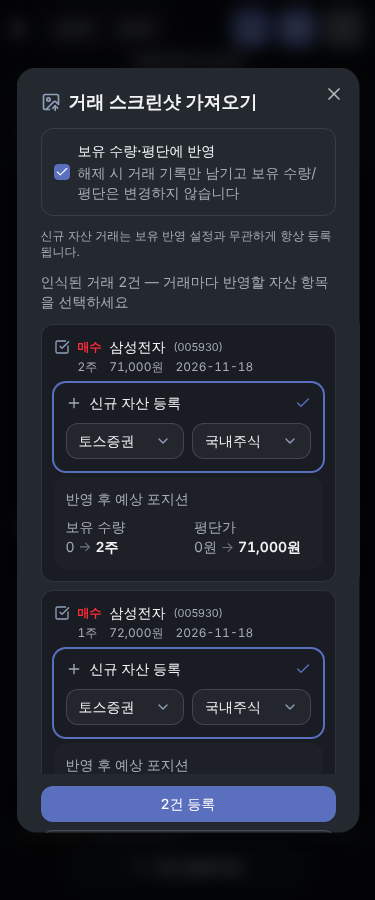 거래 스크린샷 가져오기
보유 수량·평단에 반영
해제 시 거래 기록만 남기고 보유 수량/
평단은 변경하지 않습니다
신규 자산 거래는 보유 반영 설정과 무관하게 항상 등록
됩니다.
인식된 거래 2건 — 거래마다 반영할 자산 항목
을 선택하세요
매수 삼성전자 (005930)
2주 71,000원 2026-11-18
+ 신규 자산 등록
토스증권 국내주식
반영 후 예상 포지션
보유 수량 평단가
0 → 2주 0원 → 71,000원
매수 삼성전자 (005930)
1주 72,000원 2026-11-18
+ 신규 자산 등록
토스증권 국내주식
반영 후 예상 포지션
2건 등록